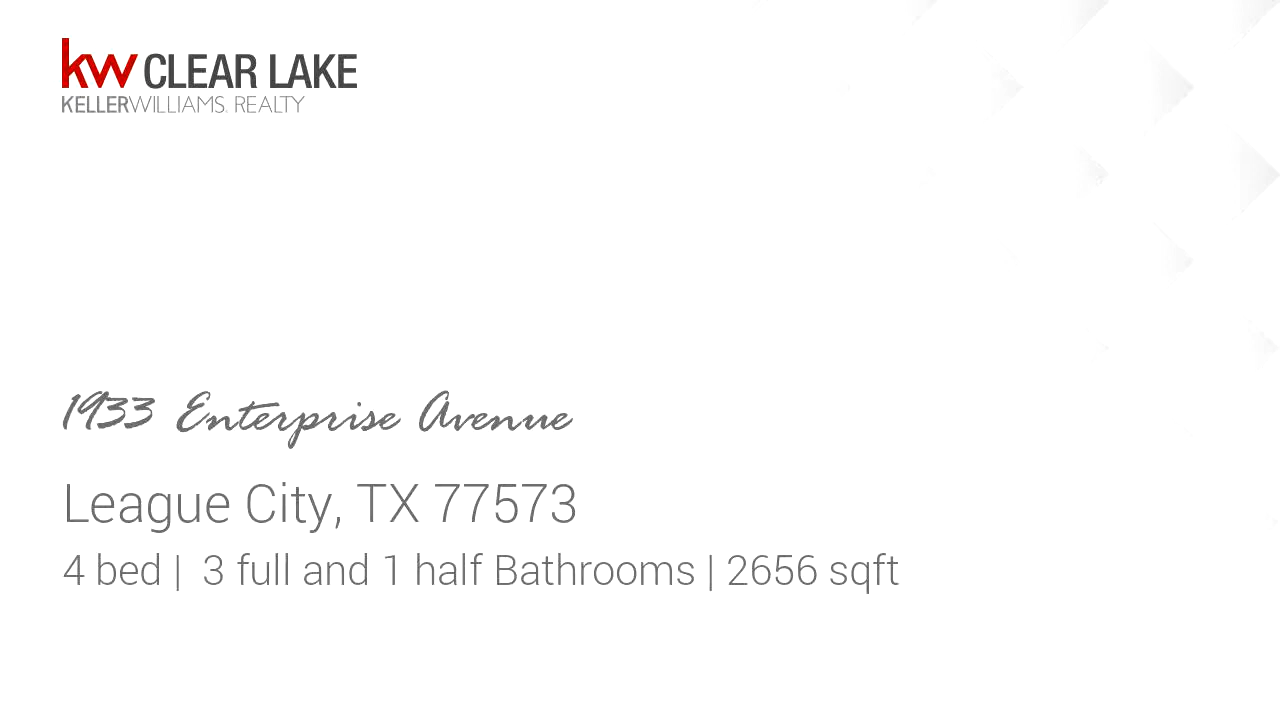 kw CLEAR LAKE
KELLERWILLIAMS. REALTY
1933 Enterprise Avenue
League City, TX 77573
4 bed | 3 full and 1 half Bathrooms | 2656 sqft